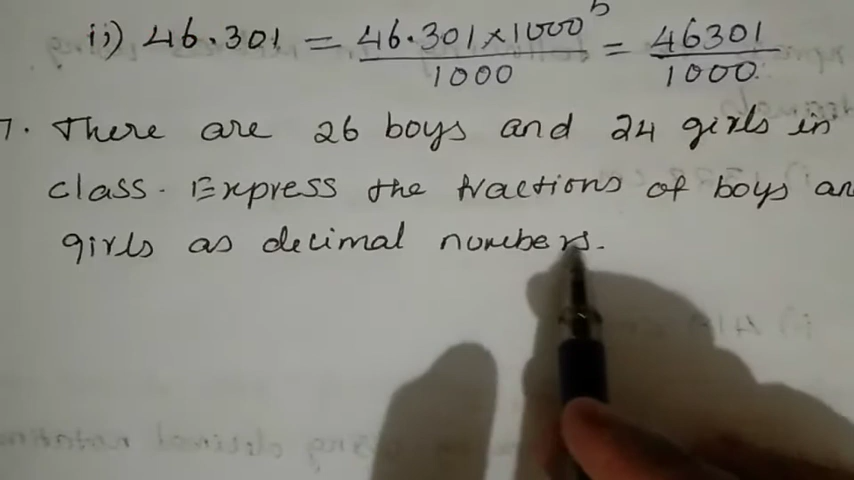 ii) 46.301 = 46.301×1000 / 1000 = 46301 / 1000
7. There are 26 boys and 24 girls in
class. Express the fractions of boys an
girls as decimal numbers.